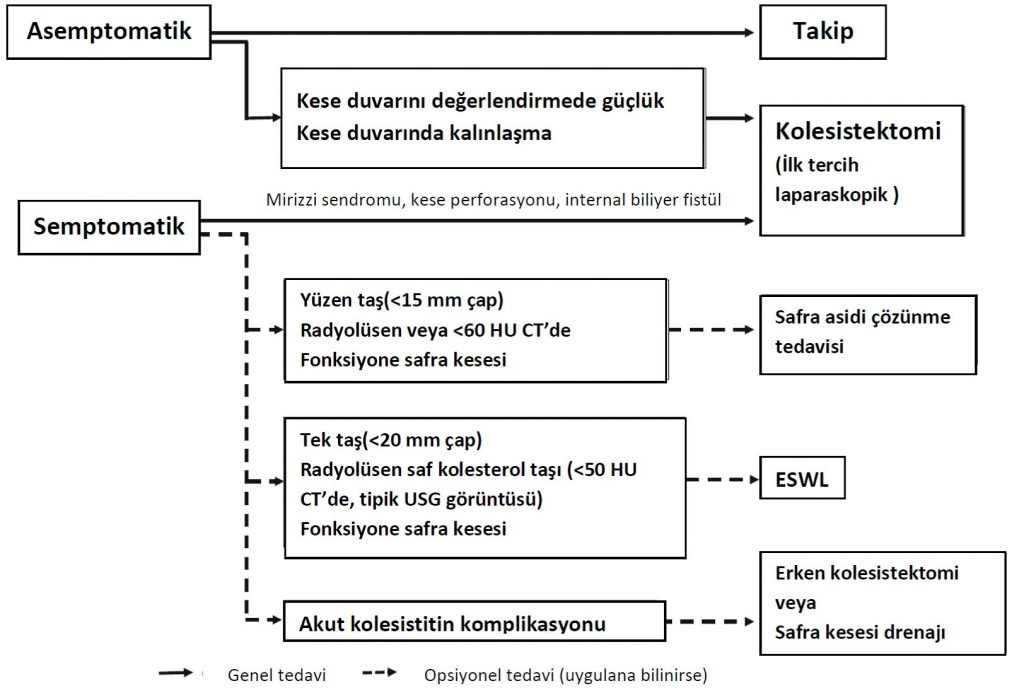 Asemptomatik
Takip
Kese duvarını değerlendirmede güçlük
Kese duvarında kalınlaşma
Kolesistektomi
(İlk tercih
laparaskopik )
Mirizzi sendromu, kese perforasyonu, internal biliyer fistül
Semptomatik
Yüzen taş(<15 mm çap)
Radyolüsen veya <60 HU CT’de
Fonksiyone safra kesesi
Safra asidi çözünme
tedavisi
Tek taş(<20 mm çap)
Radyolüsen saf kolesterol taşı (<50 HU
CT’de, tipik USG görüntüsü)
Fonksiyone safra kesesi
ESWL
Akut kolesistitin komplikasyonu
Erken kolesistektomi
veya
Safra kesesi drenajı
Genel tedavi
Opsiyonel tedavi (uygulana bilinirse)